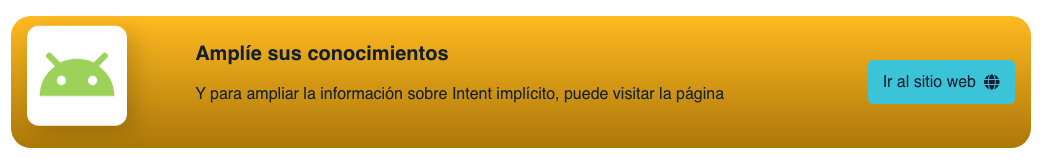 Amplíe sus conocimientos
Y para ampliar la información sobre Intent implícito, puede visitar la página
Ir al sitio web